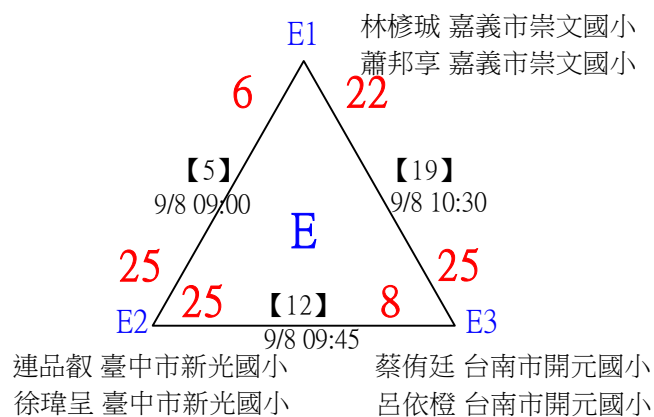 E1
林椮珹 嘉義市崇文國小
蕭邦享 嘉義市崇文國小
6
22
【5】
9/8 09:00
【19】
9/8 10:30
E
25
25
25
8
【12】
9/8 09:45
E2
E3
連品叡 臺中市新光國小
徐瑋呈 臺中市新光國小
蔡侑廷 台南市開元國小
呂依橙 台南市開元國小